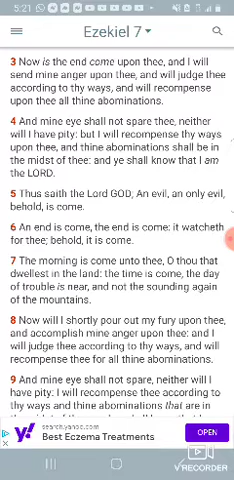 5:21
Ezekiel 7
3 Now is the end come upon thee, and I will
send mine anger upon thee, and will judge thee
according to thy ways, and will recompense
upon thee all thine abominations.
4 And mine eye shall not spare thee, neither
will I have pity: but I will recompense thy ways
upon thee, and thine abominations shall be in
the midst of thee: and ye shall know that I am
the LORD.
5 Thus saith the Lord GOD; An evil, an only evil,
behold, is come.
6 An end is come, the end is come: it watcheth
for thee; behold, it is come.
7 The morning is come unto thee, O thou that
dwellest in the land: the time is come, the day
of trouble is near, and not the sounding again
of the mountains.
8 Now will I shortly pour out my fury upon thee,
and accomplish mine anger upon thee: and I
will judge thee according to thy ways, and will
recompense thee for all thine abominations.
9 And mine eye shall not spare, neither will I
have pity: I will recompense thee according to
thy ways and thine abominations that are in
search.yahoo.com
Best Eczema Treatments
OPEN
y!
VRECORDER